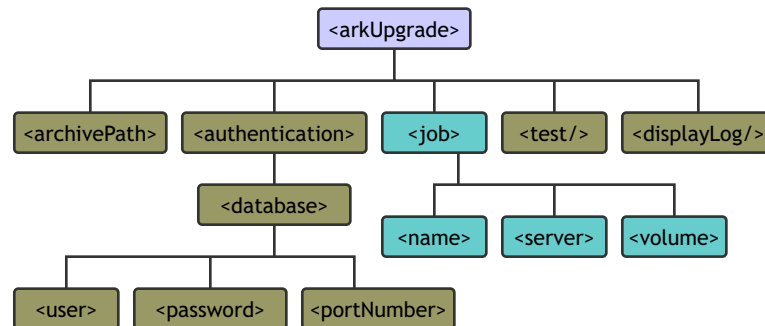 <arkUpgrade>
<archivePath>
<authentication>
<job>
<test/>
<displayLog/>
<database>
<name>
<server>
<volume>
<user>
<password>
<portNumber>